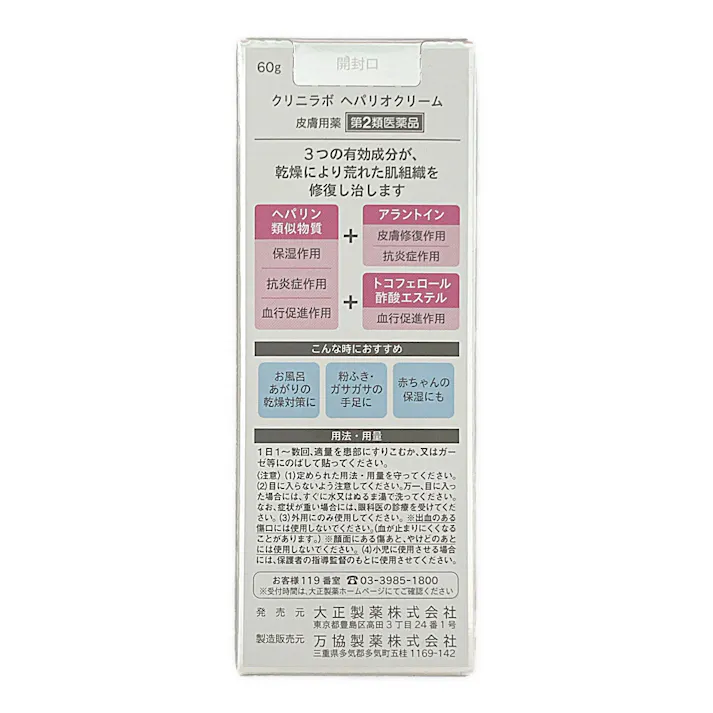 開封口
60g
クリニラボ ヘパリオクリーム
皮膚用薬 第2類医薬品
3つの有効成分が、
乾燥により荒れた肌組織を
修復し治します
ヘパリン
類似物質
保湿作用
抗炎症作用
血行促進作用
+
アラントイン
皮膚修復作用
抗炎症作用
+
トコフェロール
酢酸エステル
血行促進作用
こんな時におすすめ
お風呂
あがりの
乾燥対策に
粉ふき・
ガサガサの
手足に
赤ちゃんの
保湿にも
用法・用量
1日1〜数回、適量を患部にすりこむか、又はガー
ゼ等にのばして貼ってください。
〈注意〉(1)定められた用法・用量を守ってください。
(2)目に入らないよう注意してください。万一、目に入っ
た場合には、すぐに水又はぬるま湯で洗ってください。
なお、症状が重い場合には、眼科医の診療を受けてくだ
さい。(3)外用にのみ使用してください。※出血のある
傷口には使用しないでください。(血が止まりにくくなる
ことがあります。)※顔面にある傷あと、やけどのあとに
は使用しないでください。(4)小児に使用させる場合
には、保護者の指導監督のもとに使用させてください。
お客様119番室 ☎03-3985-1800
※受付時間は、大正製薬ホームページにてご確認ください
発売元 大正製薬株式会社
東京都豊島区高田3丁目24番1号
製造販売元 万協製薬株式会社
三重県多気郡多気町五桂1169-142